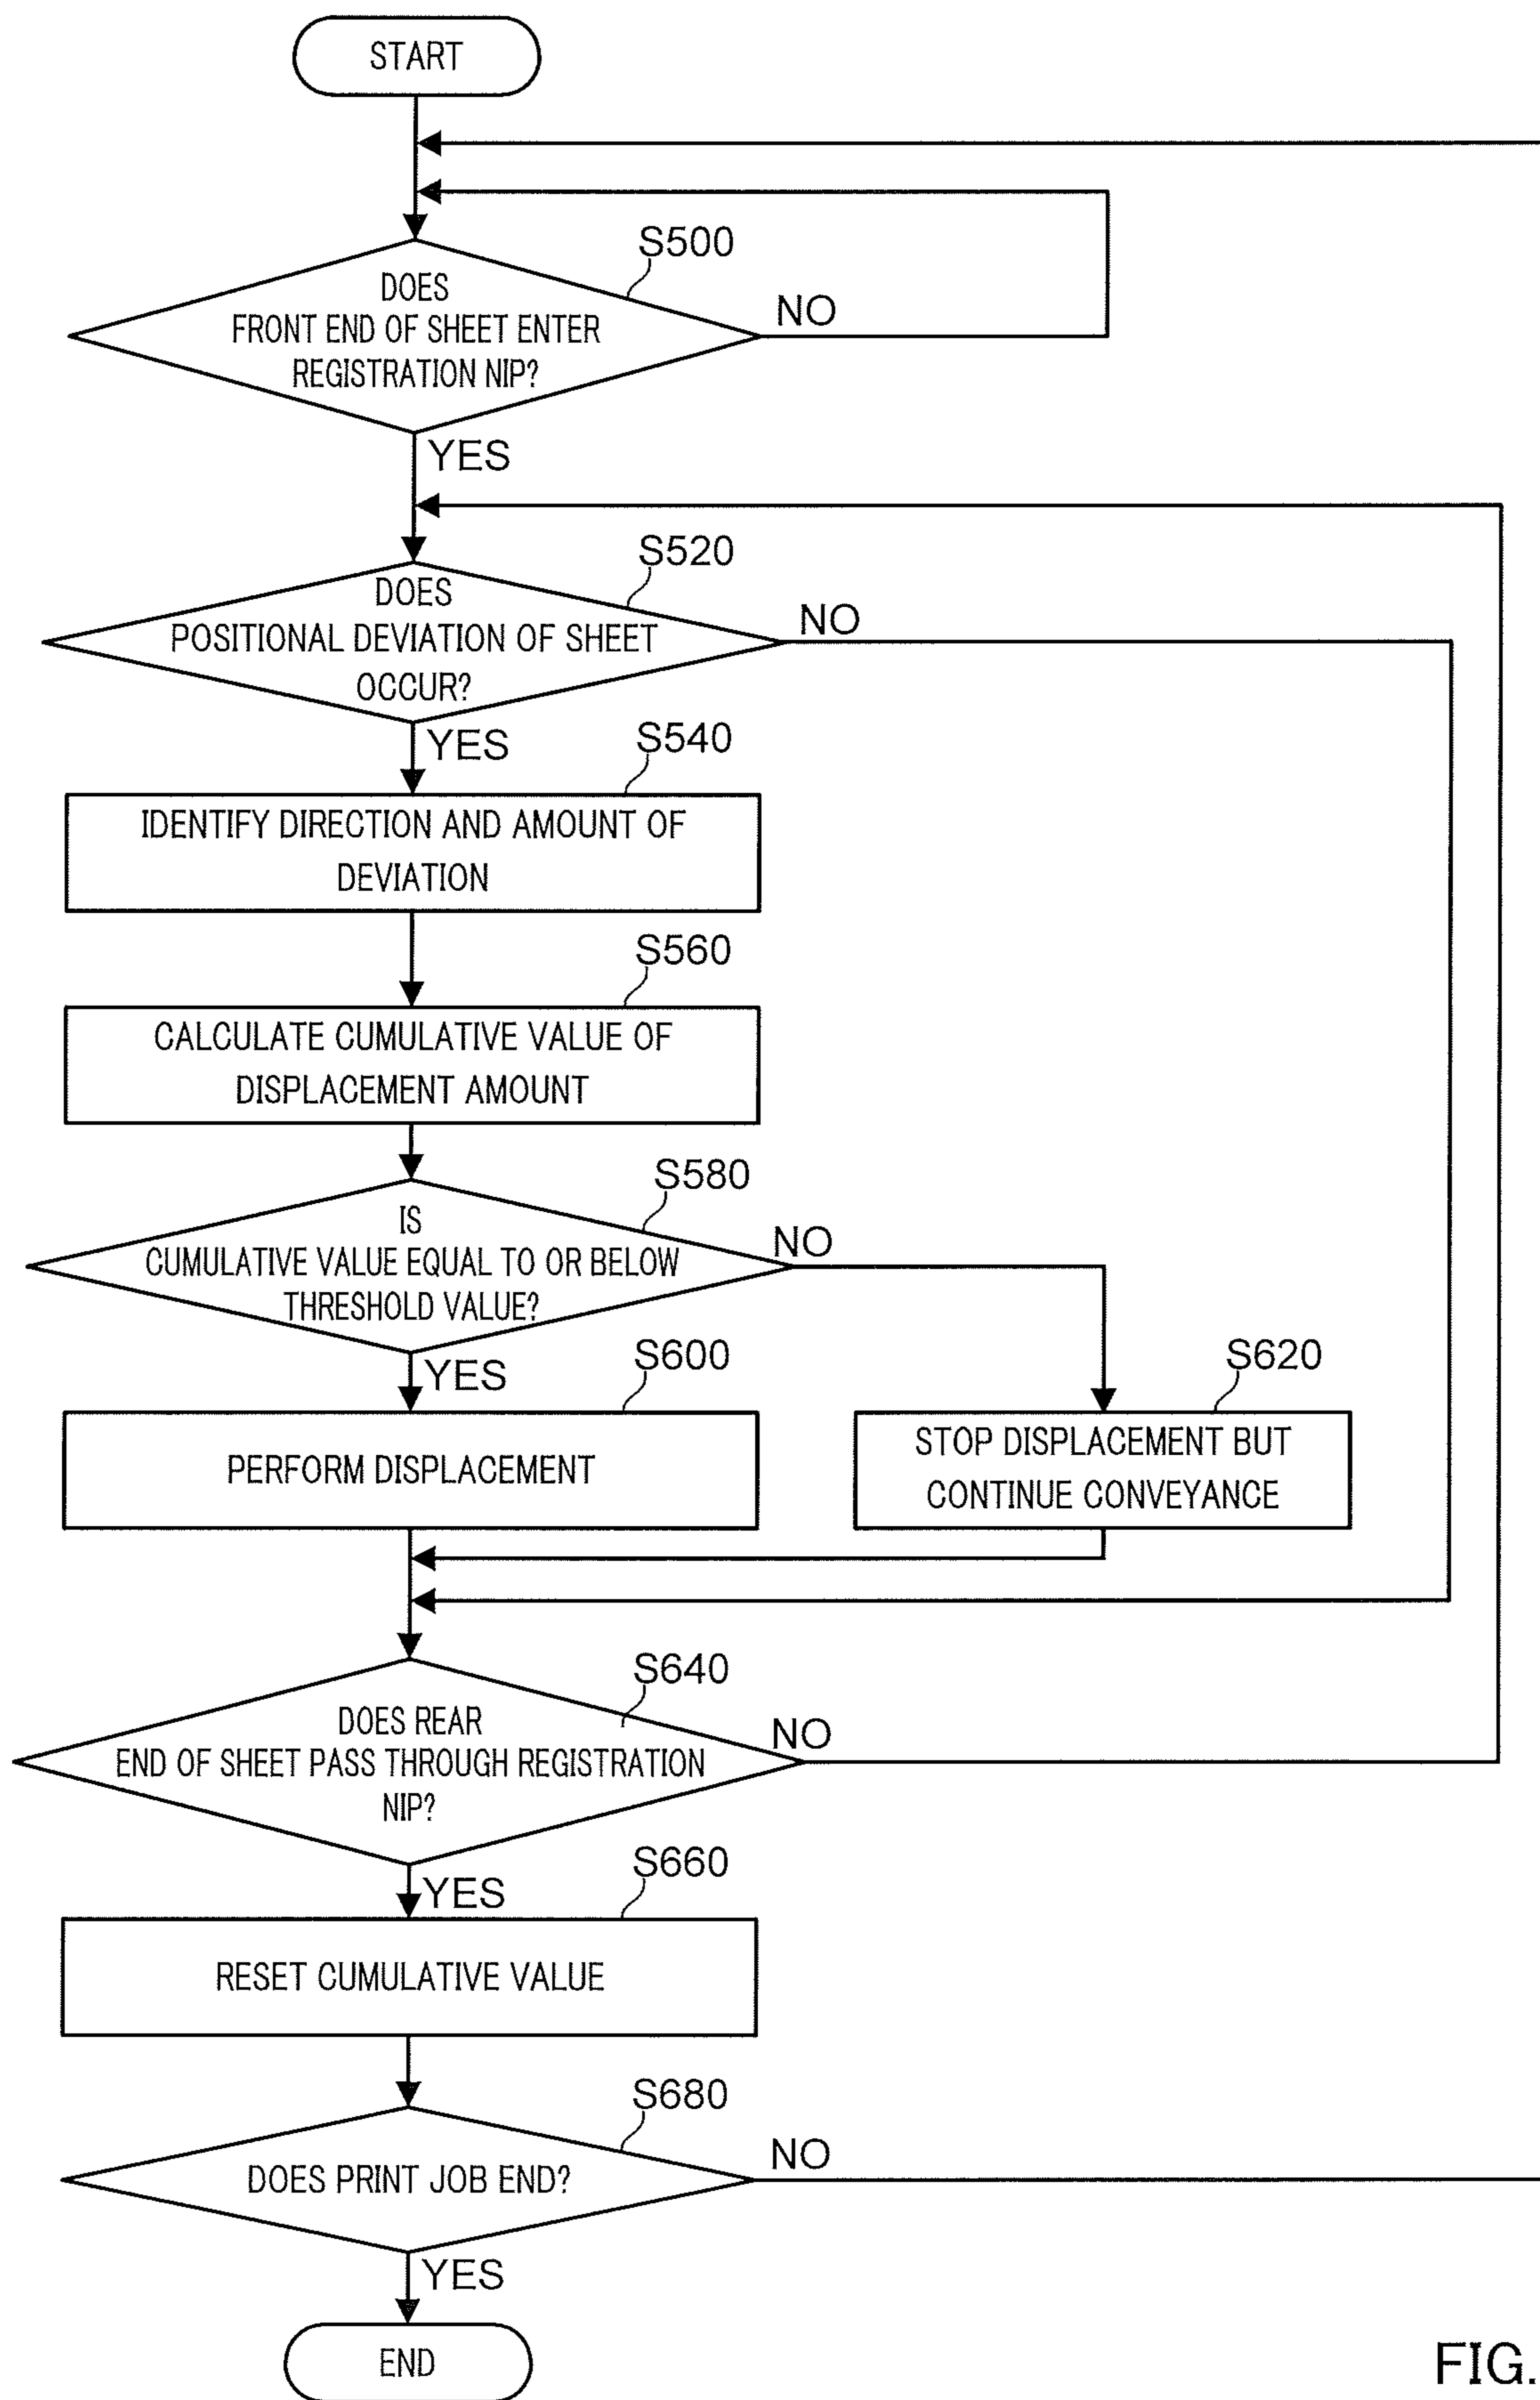 START
S500
DOES
FRONT END OF SHEET ENTER
REGISTRATION NIP?
NO
YES
S520
DOES
POSITIONAL DEVIATION OF SHEET
OCCUR?
NO
YES
S540
IDENTIFY DIRECTION AND AMOUNT OF
DEVIATION
S560
CALCULATE CUMULATIVE VALUE OF
DISPLACEMENT AMOUNT
S580
IS
CUMULATIVE VALUE EQUAL TO OR BELOW
THRESHOLD VALUE?
NO
YES
S600
PERFORM DISPLACEMENT
S620
STOP DISPLACEMENT BUT
CONTINUE CONVEYANCE
S640
DOES REAR
END OF SHEET PASS THROUGH REGISTRATION
NIP?
NO
YES
S660
RESET CUMULATIVE VALUE
S680
DOES PRINT JOB END?
NO
YES
END
FIG.